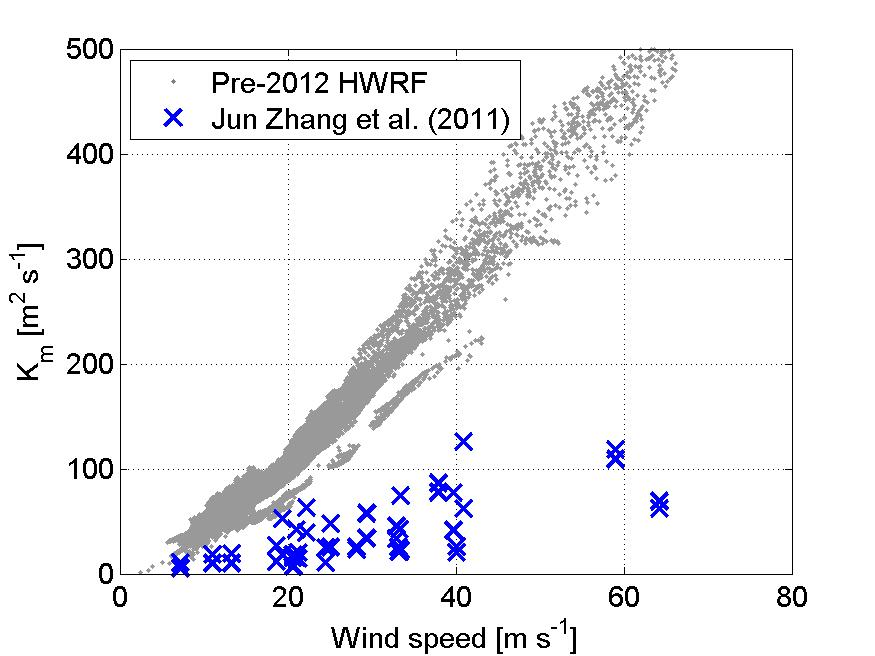 500
400
300
200
100
0
K_m [m^2 s^-1]
Pre-2012 HWRF
Jun Zhang et al. (2011)
0 20 40 60 80
Wind speed [m s^-1]